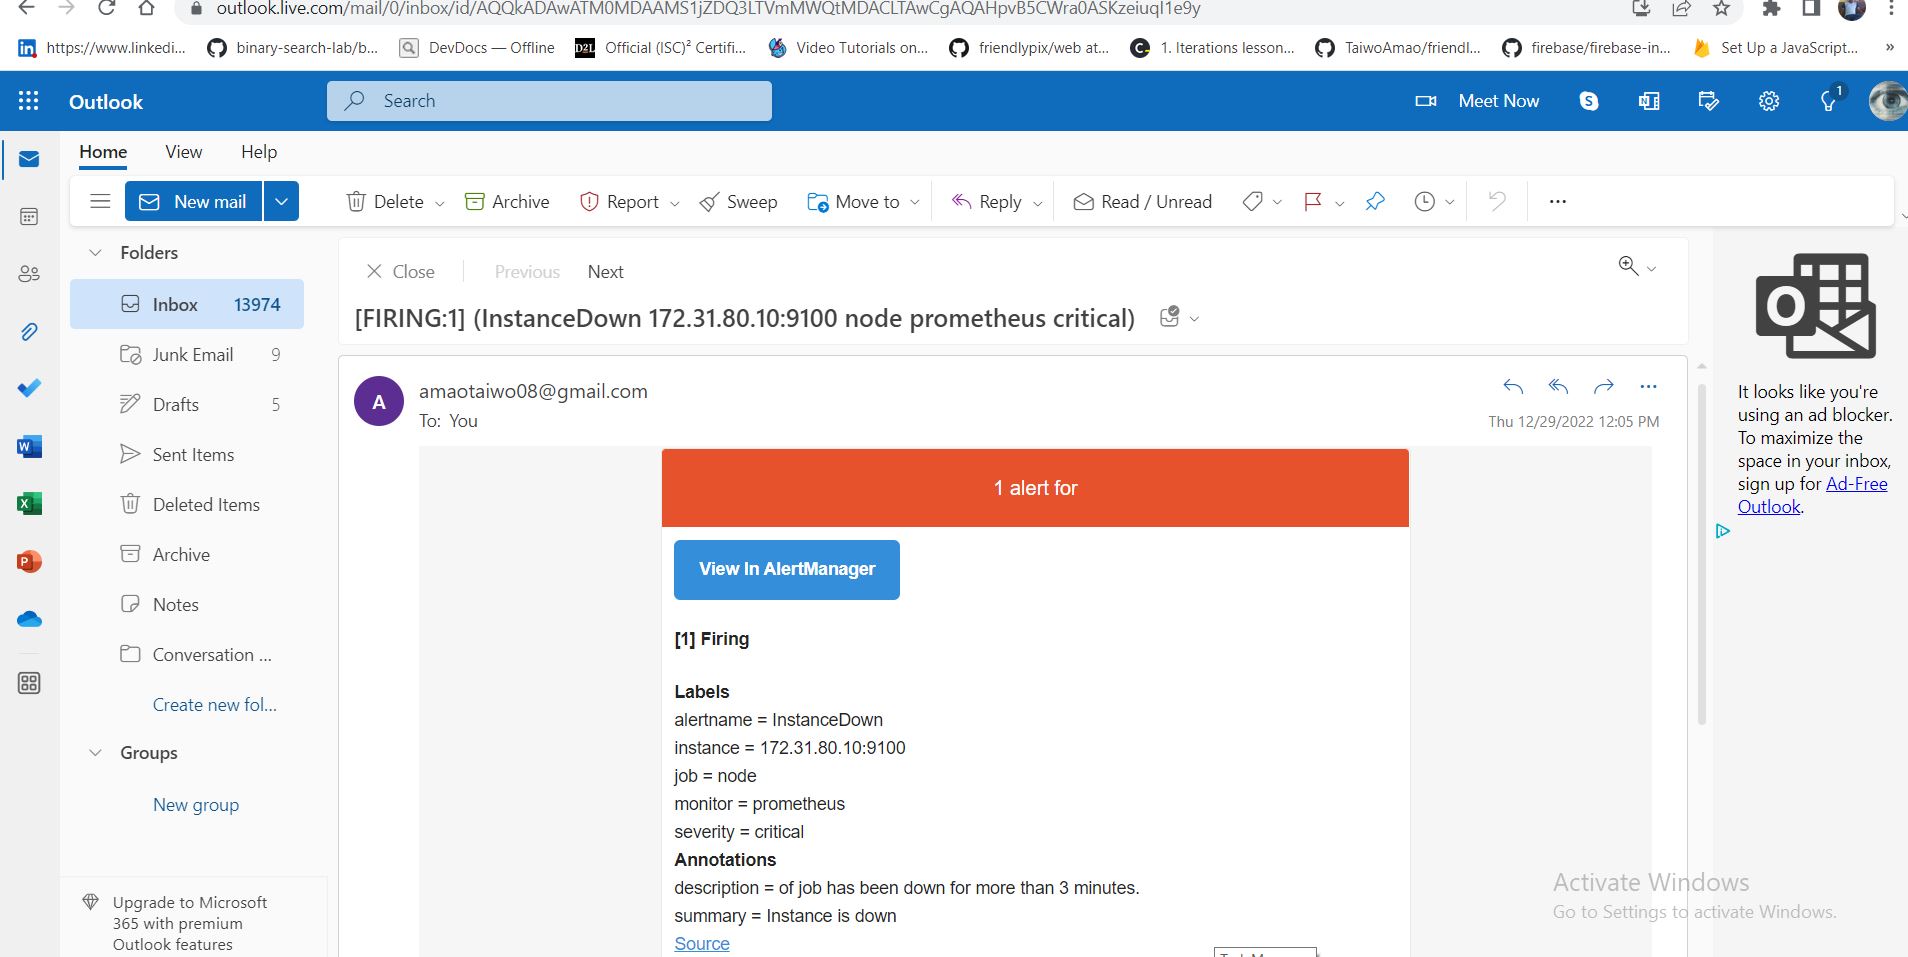 outlook.live.com/mail/0/inbox/id/AQQkADAwATM0MDAAMS1jZDQ3LTVmMWQtMDACLTAwCgAQAHpvB5CWra0ASKzeiuqI1e9y
https://www.linkedi...
binary-search-lab/b...
DevDocs — Offline
D2L Official (ISC)² Certifi...
Video Tutorials on...
friendlypix/web at...
1. Iterations lesson...
TaiwoAmao/friendl...
firebase/firebase-in...
Set Up a JavaScript...
»
Outlook
Search
Meet Now
1
Home
View
Help
New mail
Delete
Archive
Report
Sweep
Move to
Reply
Read / Unread
Folders
Inbox 13974
Junk Email 9
Drafts 5
Sent Items
Deleted Items
Archive
Notes
Conversation ...
Create new fol...
Groups
New group
Upgrade to Microsoft
365 with premium
Outlook features
Close
Previous
Next
[FIRING:1] (InstanceDown 172.31.80.10:9100 node prometheus critical)
A
amaotaiwo08@gmail.com
To: You
Thu 12/29/2022 12:05 PM
1 alert for
View In AlertManager
[1] Firing
Labels
alertname = InstanceDown
instance = 172.31.80.10:9100
job = node
monitor = prometheus
severity = critical
Annotations
description = of job has been down for more than 3 minutes.
summary = Instance is down
Source
It looks like you're
using an ad blocker.
To maximize the
space in your inbox,
sign up for Ad-Free
Outlook.
Activate Windows
Go to Settings to activate Windows.